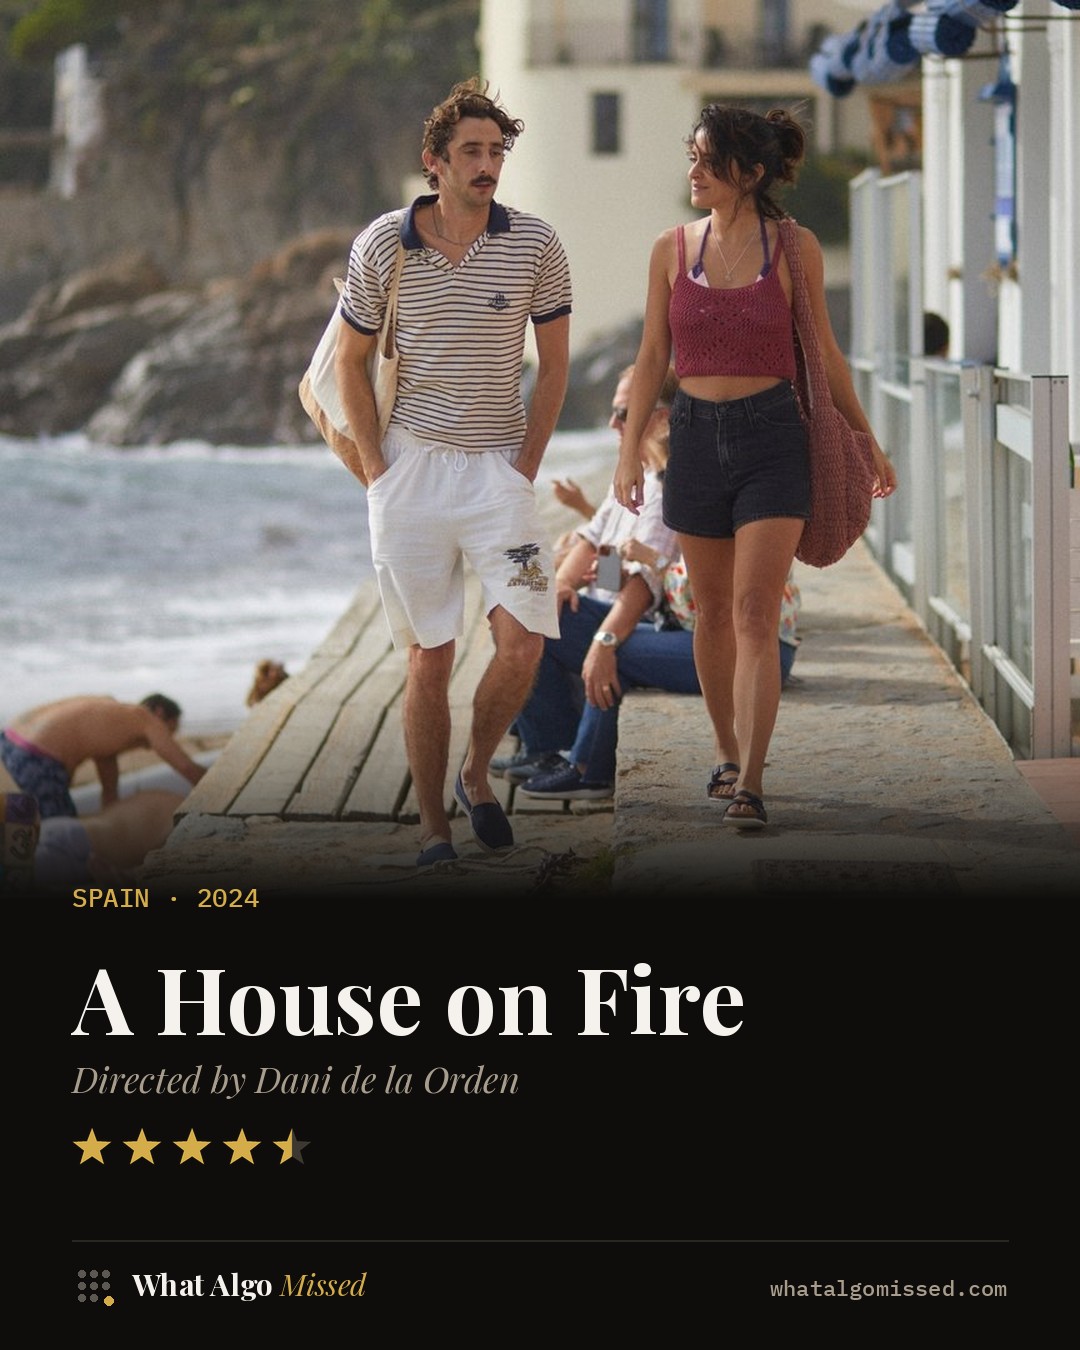 SPAIN · 2024
A House on Fire
Directed by Dani de la Orden
What Algo Missed
whatalgomissed.com